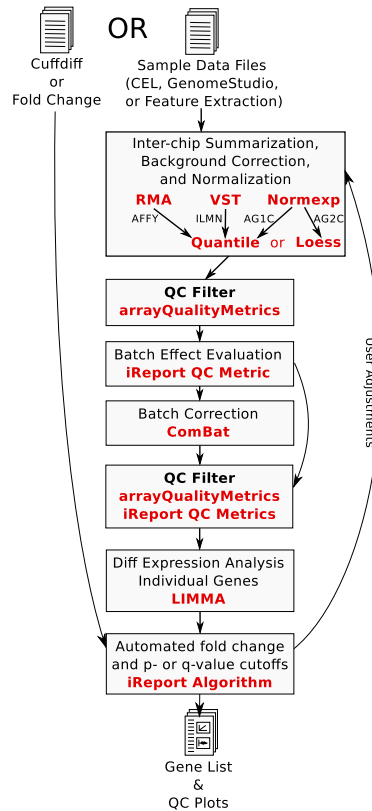 OR
Cuffdiff
or
Fold Change
Sample Data Files
(CEL, GenomeStudio,
or Feature Extraction)
Inter-chip Summarization,
Background Correction,
and Normalization
RMA VST Normexp
AFFY ILMN AG1C AG2C
Quantile or Loess
QC Filter
arrayQualityMetrics
Batch Effect Evaluation
iReport QC Metric
Batch Correction
ComBat
QC Filter
arrayQualityMetrics
iReport QC Metrics
Diff Expression Analysis
Individual Genes
LIMMA
Automated fold change
and p- or q-value cutoffs
iReport Algorithm
User Adjustments
Gene List
&
QC Plots